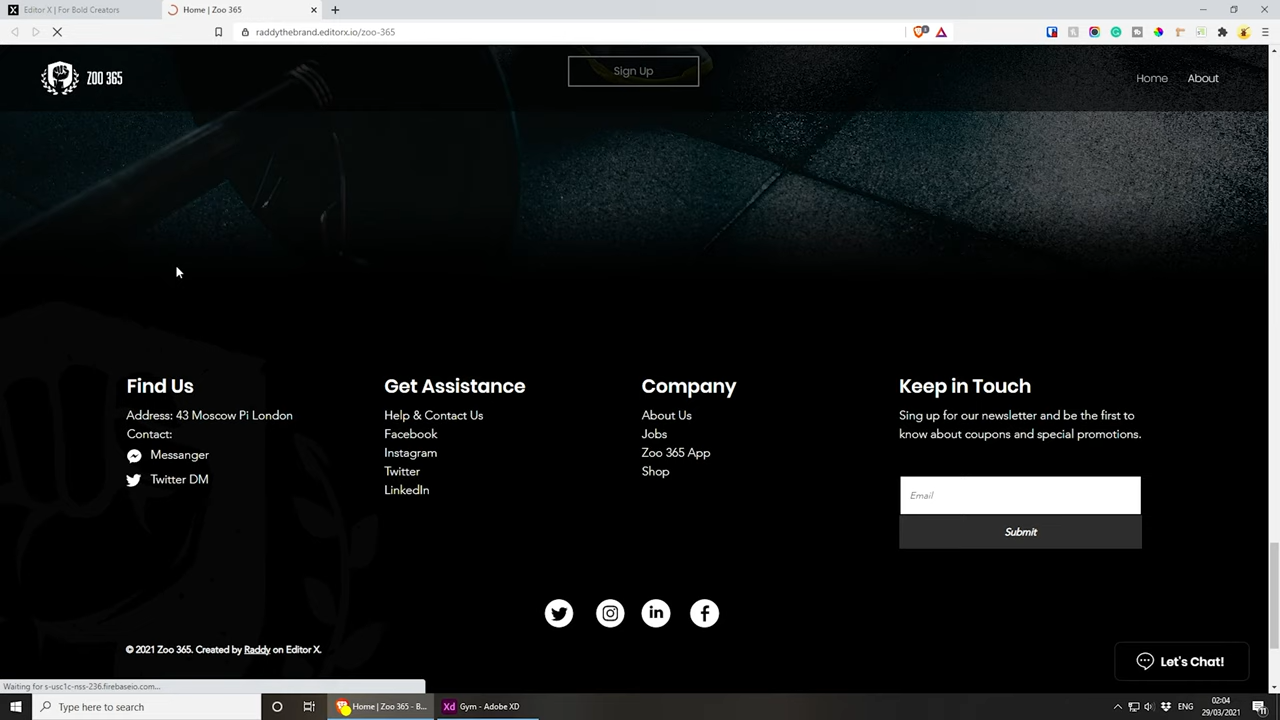 Editor X | For Bold Creators
Home | Zoo 365
raddythebrand.editorx.io/zoo-365
ZOO 365
Sign Up
Home
About
Find Us
Address: 43 Moscow Pi London
Contact:
Messanger
Twitter DM
Get Assistance
Help & Contact Us
Facebook
Instagram
Twitter
LinkedIn
Company
About Us
Jobs
Zoo 365 App
Shop
Keep in Touch
Sing up for our newsletter and be the first to
know about coupons and special promotions.
Email
Submit
© 2021 Zoo 365. Created by Raddy on Editor X.
Let's Chat!
Waiting for s-usc1c-nss-236.firebaseio.com...
Type here to search
Home | Zoo 365 - B...
Gym - Adobe XD
ENG
02:04
29/03/2021